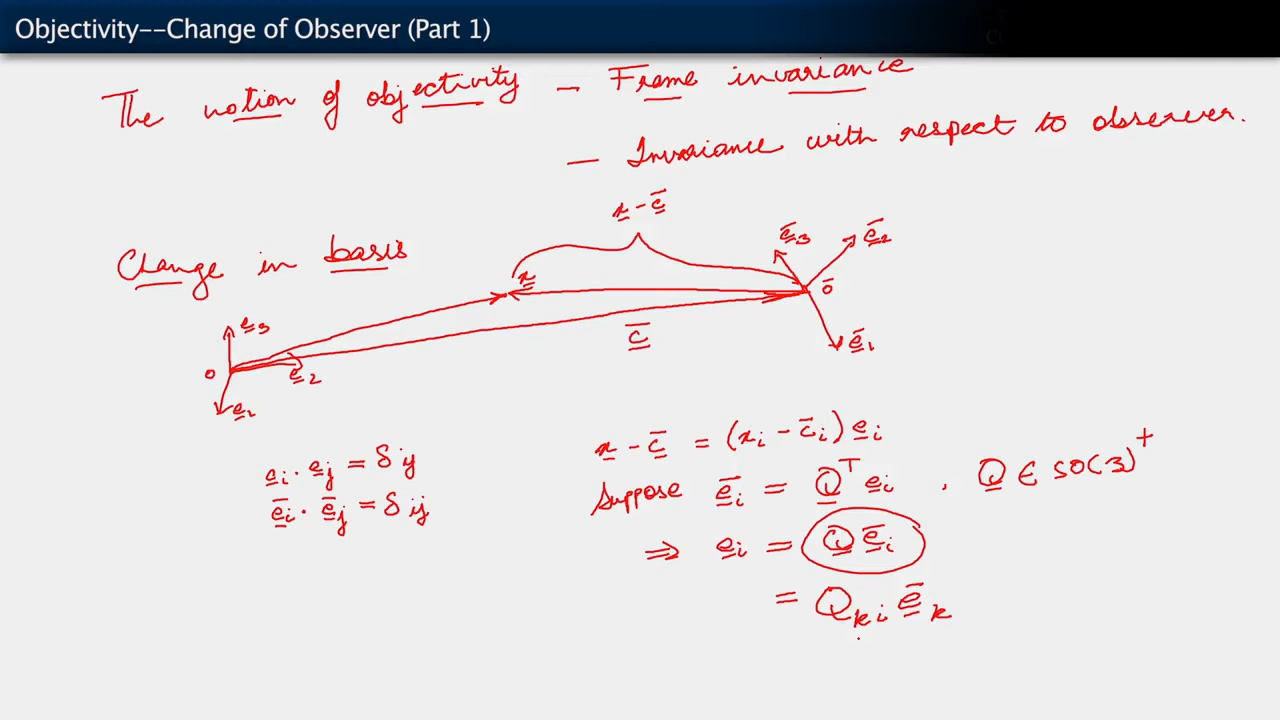 Objectivity--Change of Observer (Part 1)
The notion of objectivity – Frame invariance
– Invariance with respect to observer.
x - c̄
Change in basis
ē3 ē2
x ō
e3 c̄ ē1
o e2
e1
x - c̄ = (xi - c̄i) ei
ei · ej = δij
Suppose ēi = Qᵀ ei , Q ∈ SO(3)⁺
ēi · ēj = δij
⇒ ei = Q ēi
= Qki ēk